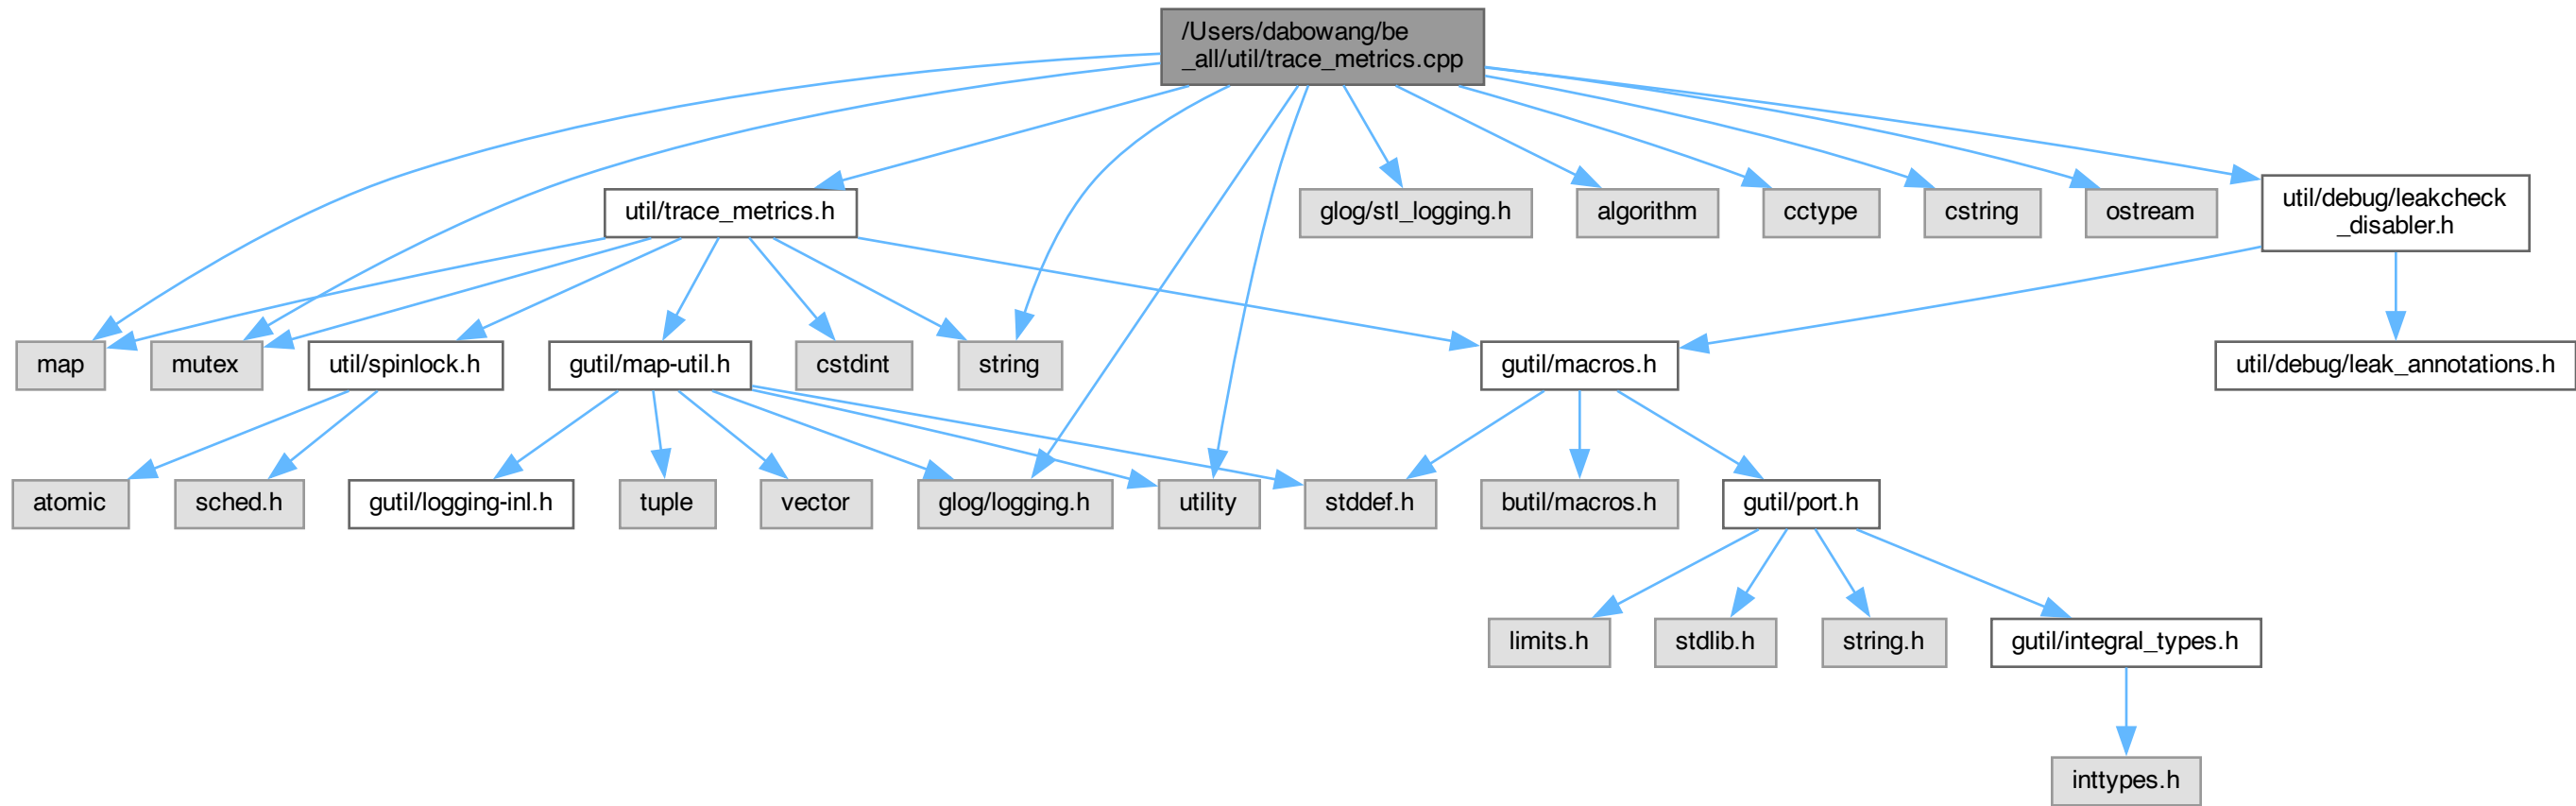 /Users/dabowang/be
_all/util/trace_metrics.cpp
util/trace_metrics.h
glog/stl_logging.h
algorithm
cctype
cstring
ostream
util/debug/leakcheck
_disabler.h
map
mutex
util/spinlock.h
gutil/map-util.h
cstdint
string
gutil/macros.h
util/debug/leak_annotations.h
atomic
sched.h
gutil/logging-inl.h
tuple
vector
glog/logging.h
utility
stddef.h
butil/macros.h
gutil/port.h
limits.h
stdlib.h
string.h
gutil/integral_types.h
inttypes.h